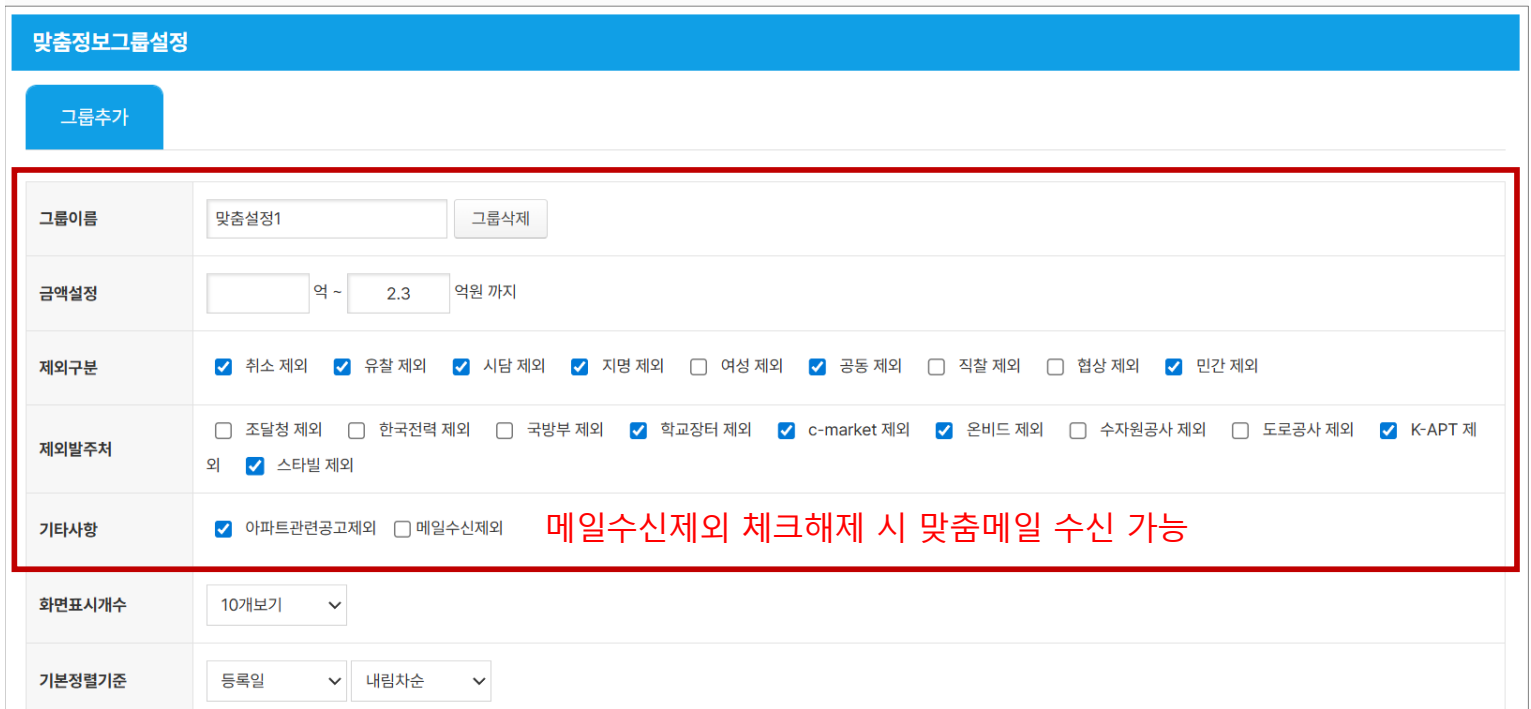 맞춤정보그룹설정
그룹추가
그룹이름 맞춤설정1 그룹삭제
금액설정 억 ~ 2.3 억원 까지
제외구분 취소 제외 유찰 제외 시담 제외 지명 제외 여성 제외 공동 제외 직찰 제외 협상 제외 민간 제외
제외발주처 조달청 제외 한국전력 제외 국방부 제외 학교장터 제외 c-market 제외 온비드 제외 수자원공사 제외 도로공사 제외 K-APT 제
외 스타빌 제외
기타사항 아파트관련공고제외 메일수신제외 메일수신제외 체크해제 시 맞춤메일 수신 가능
화면표시개수 10개보기
기본정렬기준 등록일 내림차순